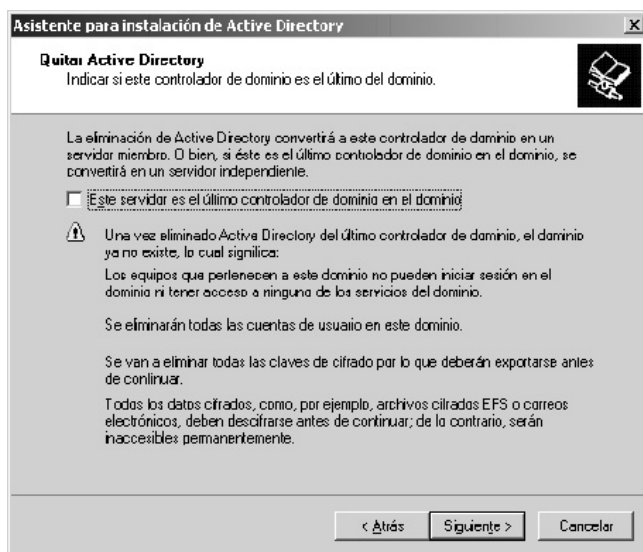 Asistente para instalación de Active Directory
Quitar Active Directory
Indicar si este controlador de dominio es el último del dominio.
La eliminación de Active Directory convertirá a este controlador de dominio en un
servidor miembro. O bien, si éste es el último controlador de dominio en el dominio, se
convertirá en un servidor independiente.
Este servidor es el último controlador de dominio en el dominio
Una vez eliminado Active Directory del último controlador de dominio, el dominio
ya no existe, lo cual significa:
Los equipos que pertenecen a este dominio no pueden iniciar sesión en el
dominio ni tener acceso a ninguno de los servicios del dominio.
Se eliminarán todas las cuentas de usuario en este dominio.
Se van a eliminar todas las claves de cifrado por lo que deberán exportarse antes
de continuar.
Todos los datos cifrados, como, por ejemplo, archivos cifrados EFS o correos
electrónicos, deben descifrarse antes de continuar; de lo contrario, serán
inaccesibles permanentemente.
< Atrás
Siguiente >
Cancelar